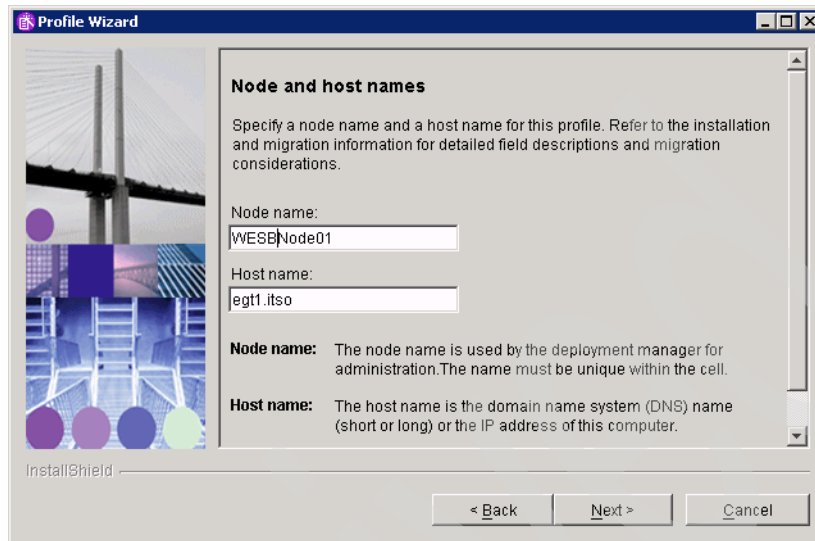 Profile Wizard
Node and host names
Specify a node name and a host name for this profile. Refer to the installation
and migration information for detailed field descriptions and migration
considerations.
Node name:
WESBNode01
Host name:
egt1.itso
Node name: The node name is used by the deployment manager for
administration.The name must be unique within the cell.
Host name: The host name is the domain name system (DNS) name
(short or long) or the IP address of this computer.
InstallShield
< Back Next > Cancel